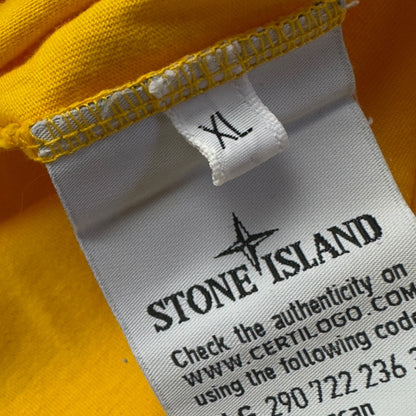 XL
STONE ISLAND
Check the authenticity on
WWW.CERTILOGO.COM
using the following code
290 722 236